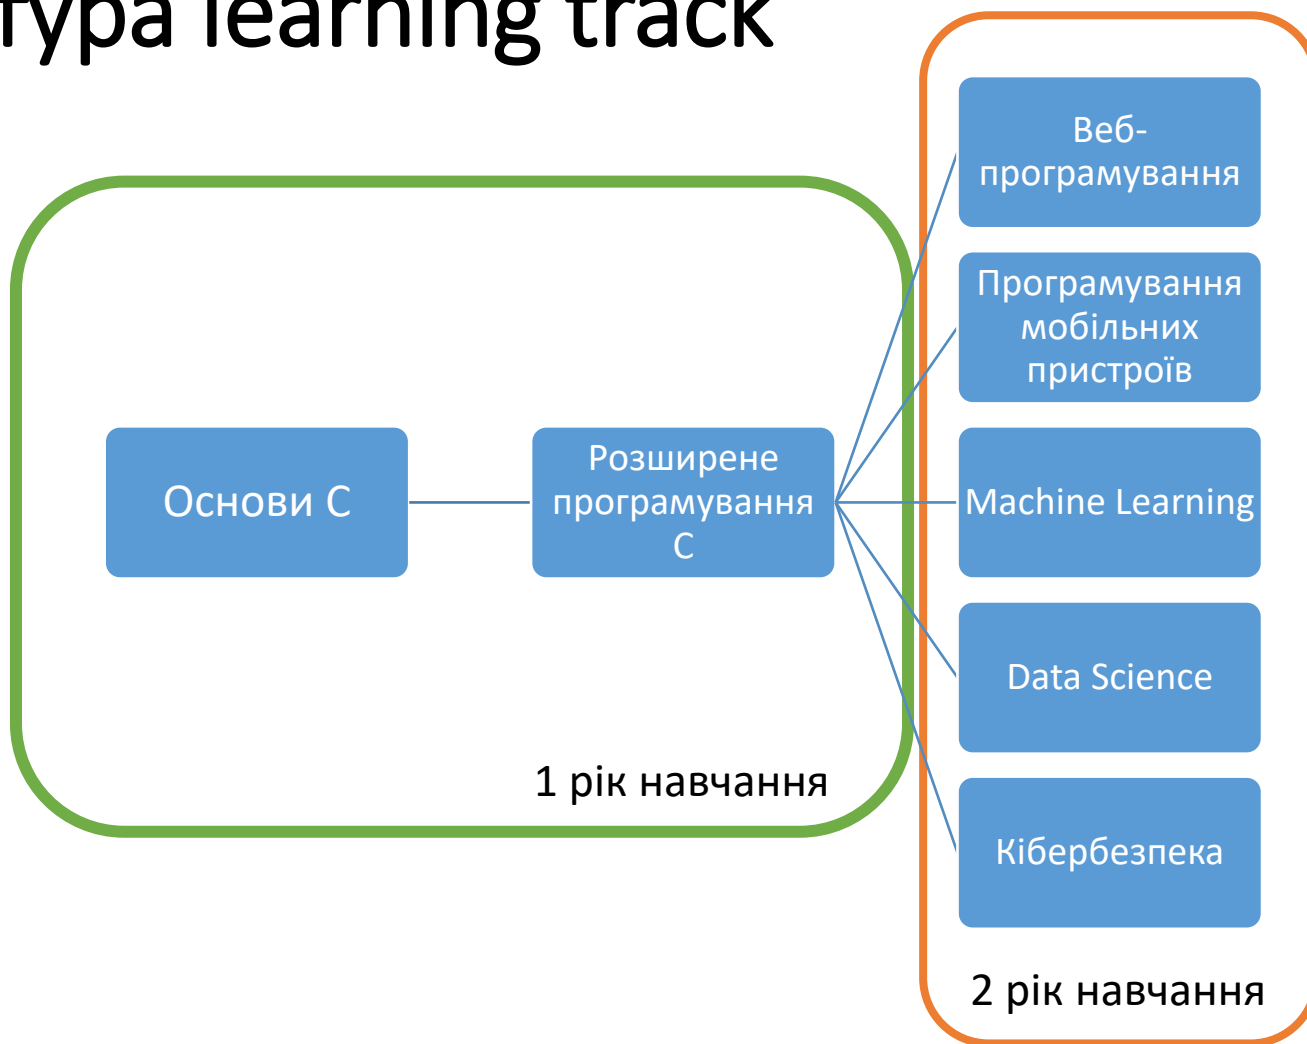 тура learning track
Веб-
програмування
Програмування
мобільних
пристроїв
Основи С
Розширене
програмування
С
Machine Learning
Data Science
1 рік навчання
Кібербезпека
2 рік навчання